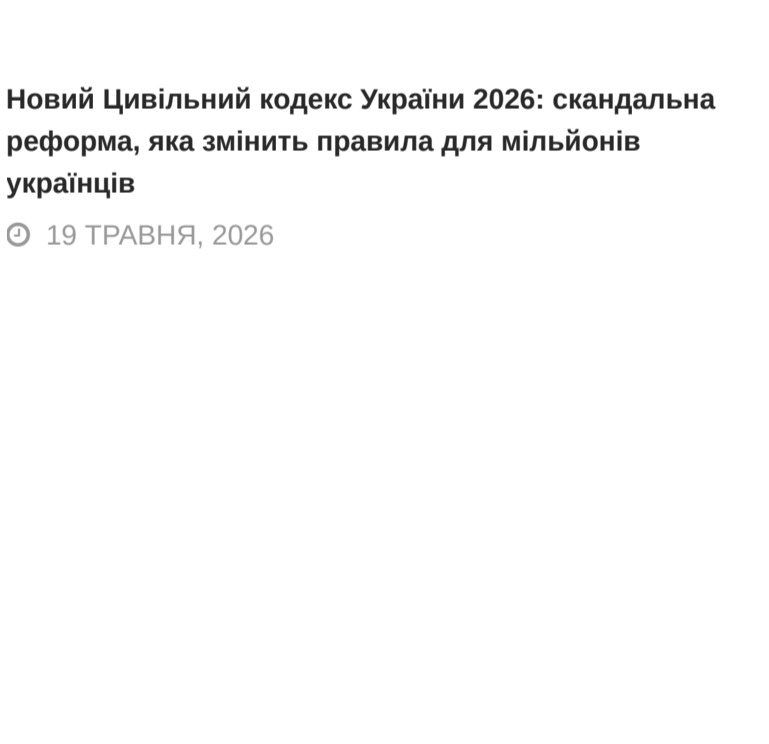 Новий Цивільний кодекс України 2026: скандальна
реформа, яка змінить правила для мільйонів
українців
19 ТРАВНЯ, 2026